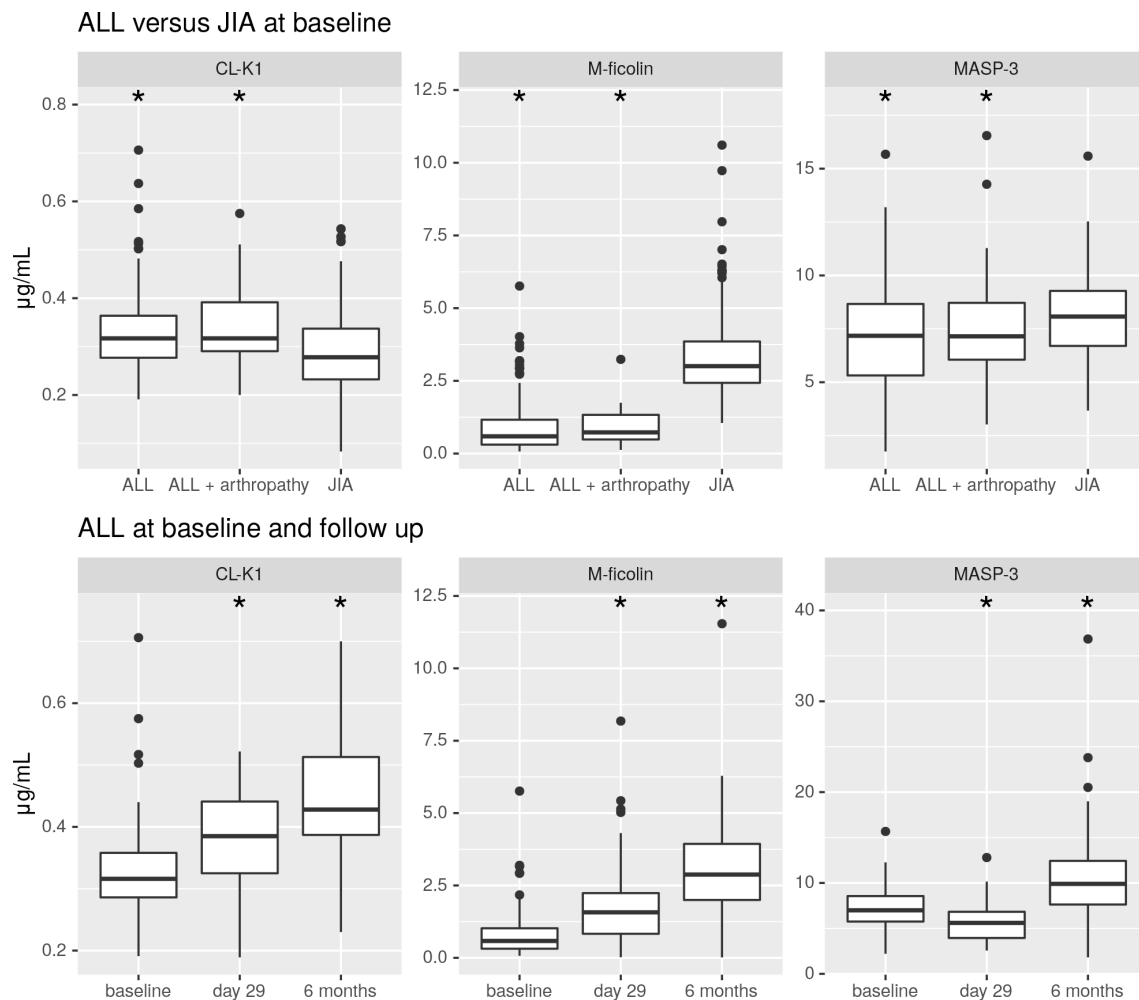 ALL versus JIA at baseline
CL-K1 M-ficolin MASP-3
* * * * * *
0.8
0.6
0.4
0.2
12.5
10.0
7.5
5.0
2.5
0.0
15
10
5
µg/mL
ALL ALL + arthropathy JIA ALL ALL + arthropathy JIA ALL ALL + arthropathy JIA
ALL at baseline and follow up
CL-K1 M-ficolin MASP-3
* * * * * *
0.6
0.4
0.2
12.5
10.0
7.5
5.0
2.5
0.0
40
30
20
10
0
µg/mL
baseline day 29 6 months baseline day 29 6 months baseline day 29 6 months